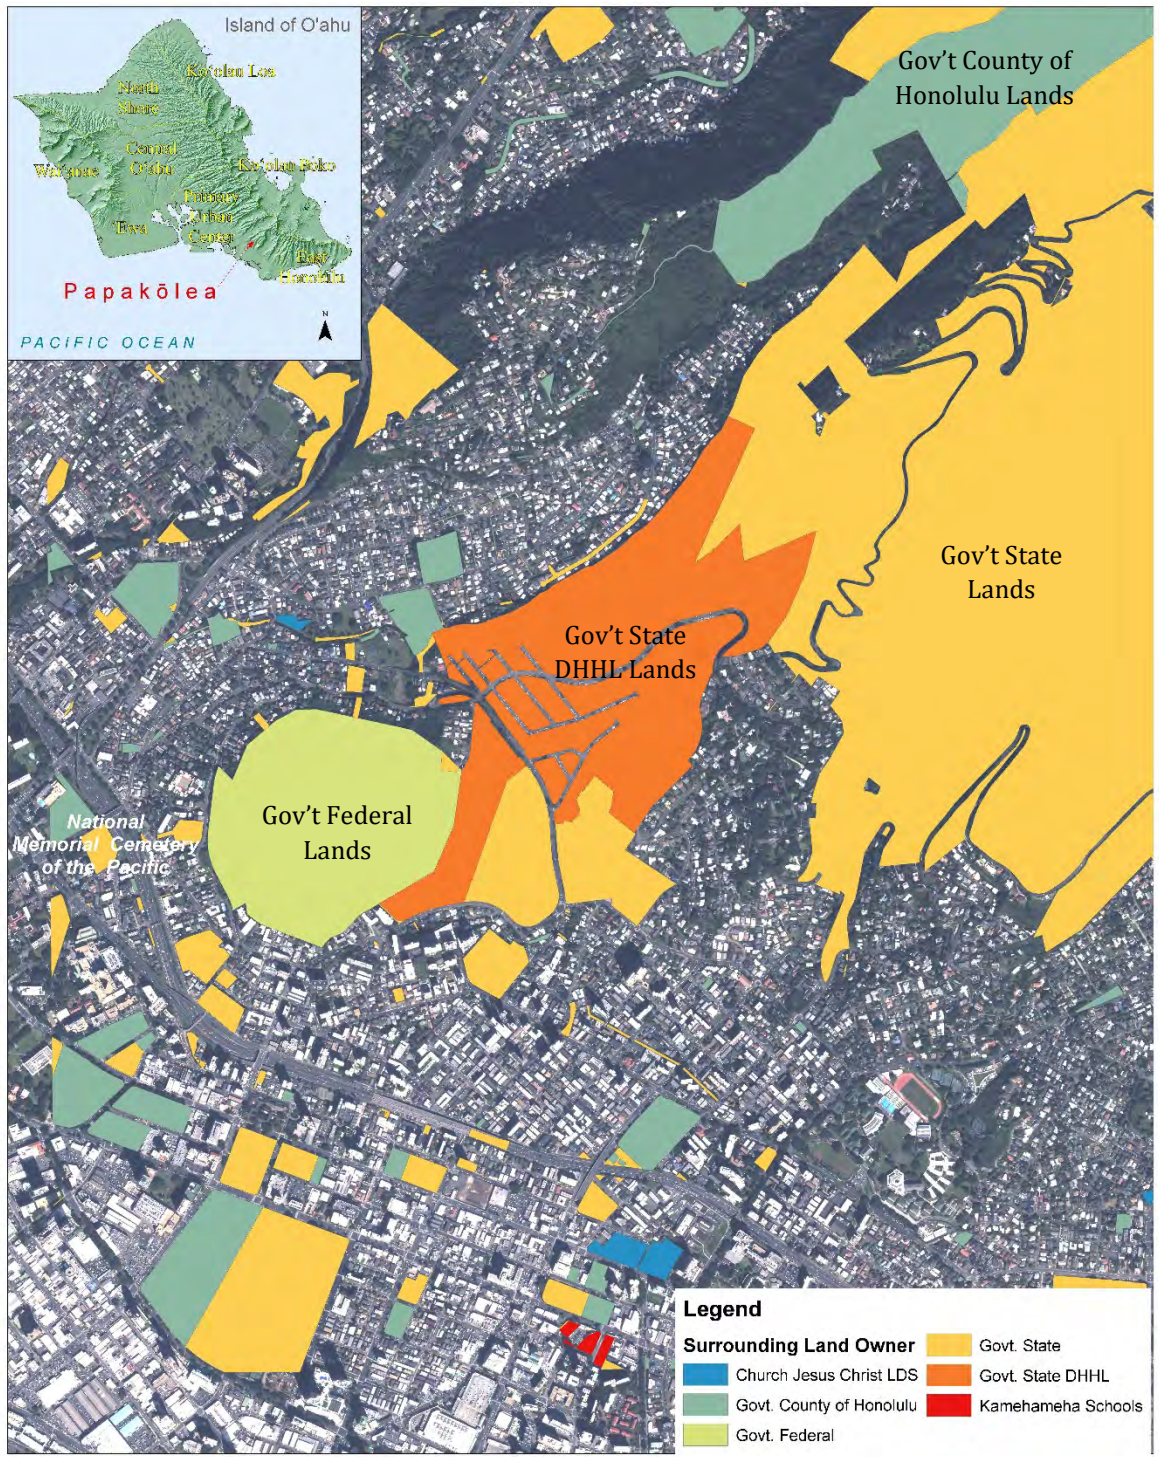 Island of O'ahu
Ko'olau Loa
North
Shore
Central
O'ahu
Wai'anae
Ko'olau Poko
Primary
Urban
Center
'Ewa
East
Honolulu
Papakōlea
N
PACIFIC OCEAN
Gov't County of
Honolulu Lands
Gov't State
Lands
Gov't State
DHHL Lands
Gov't Federal
Lands
National
Memorial Cemetery
of the Pacific
Legend
Surrounding Land Owner
Church Jesus Christ LDS
Govt. County of Honolulu
Govt. Federal
Govt. State
Govt. State DHHL
Kamehameha Schools